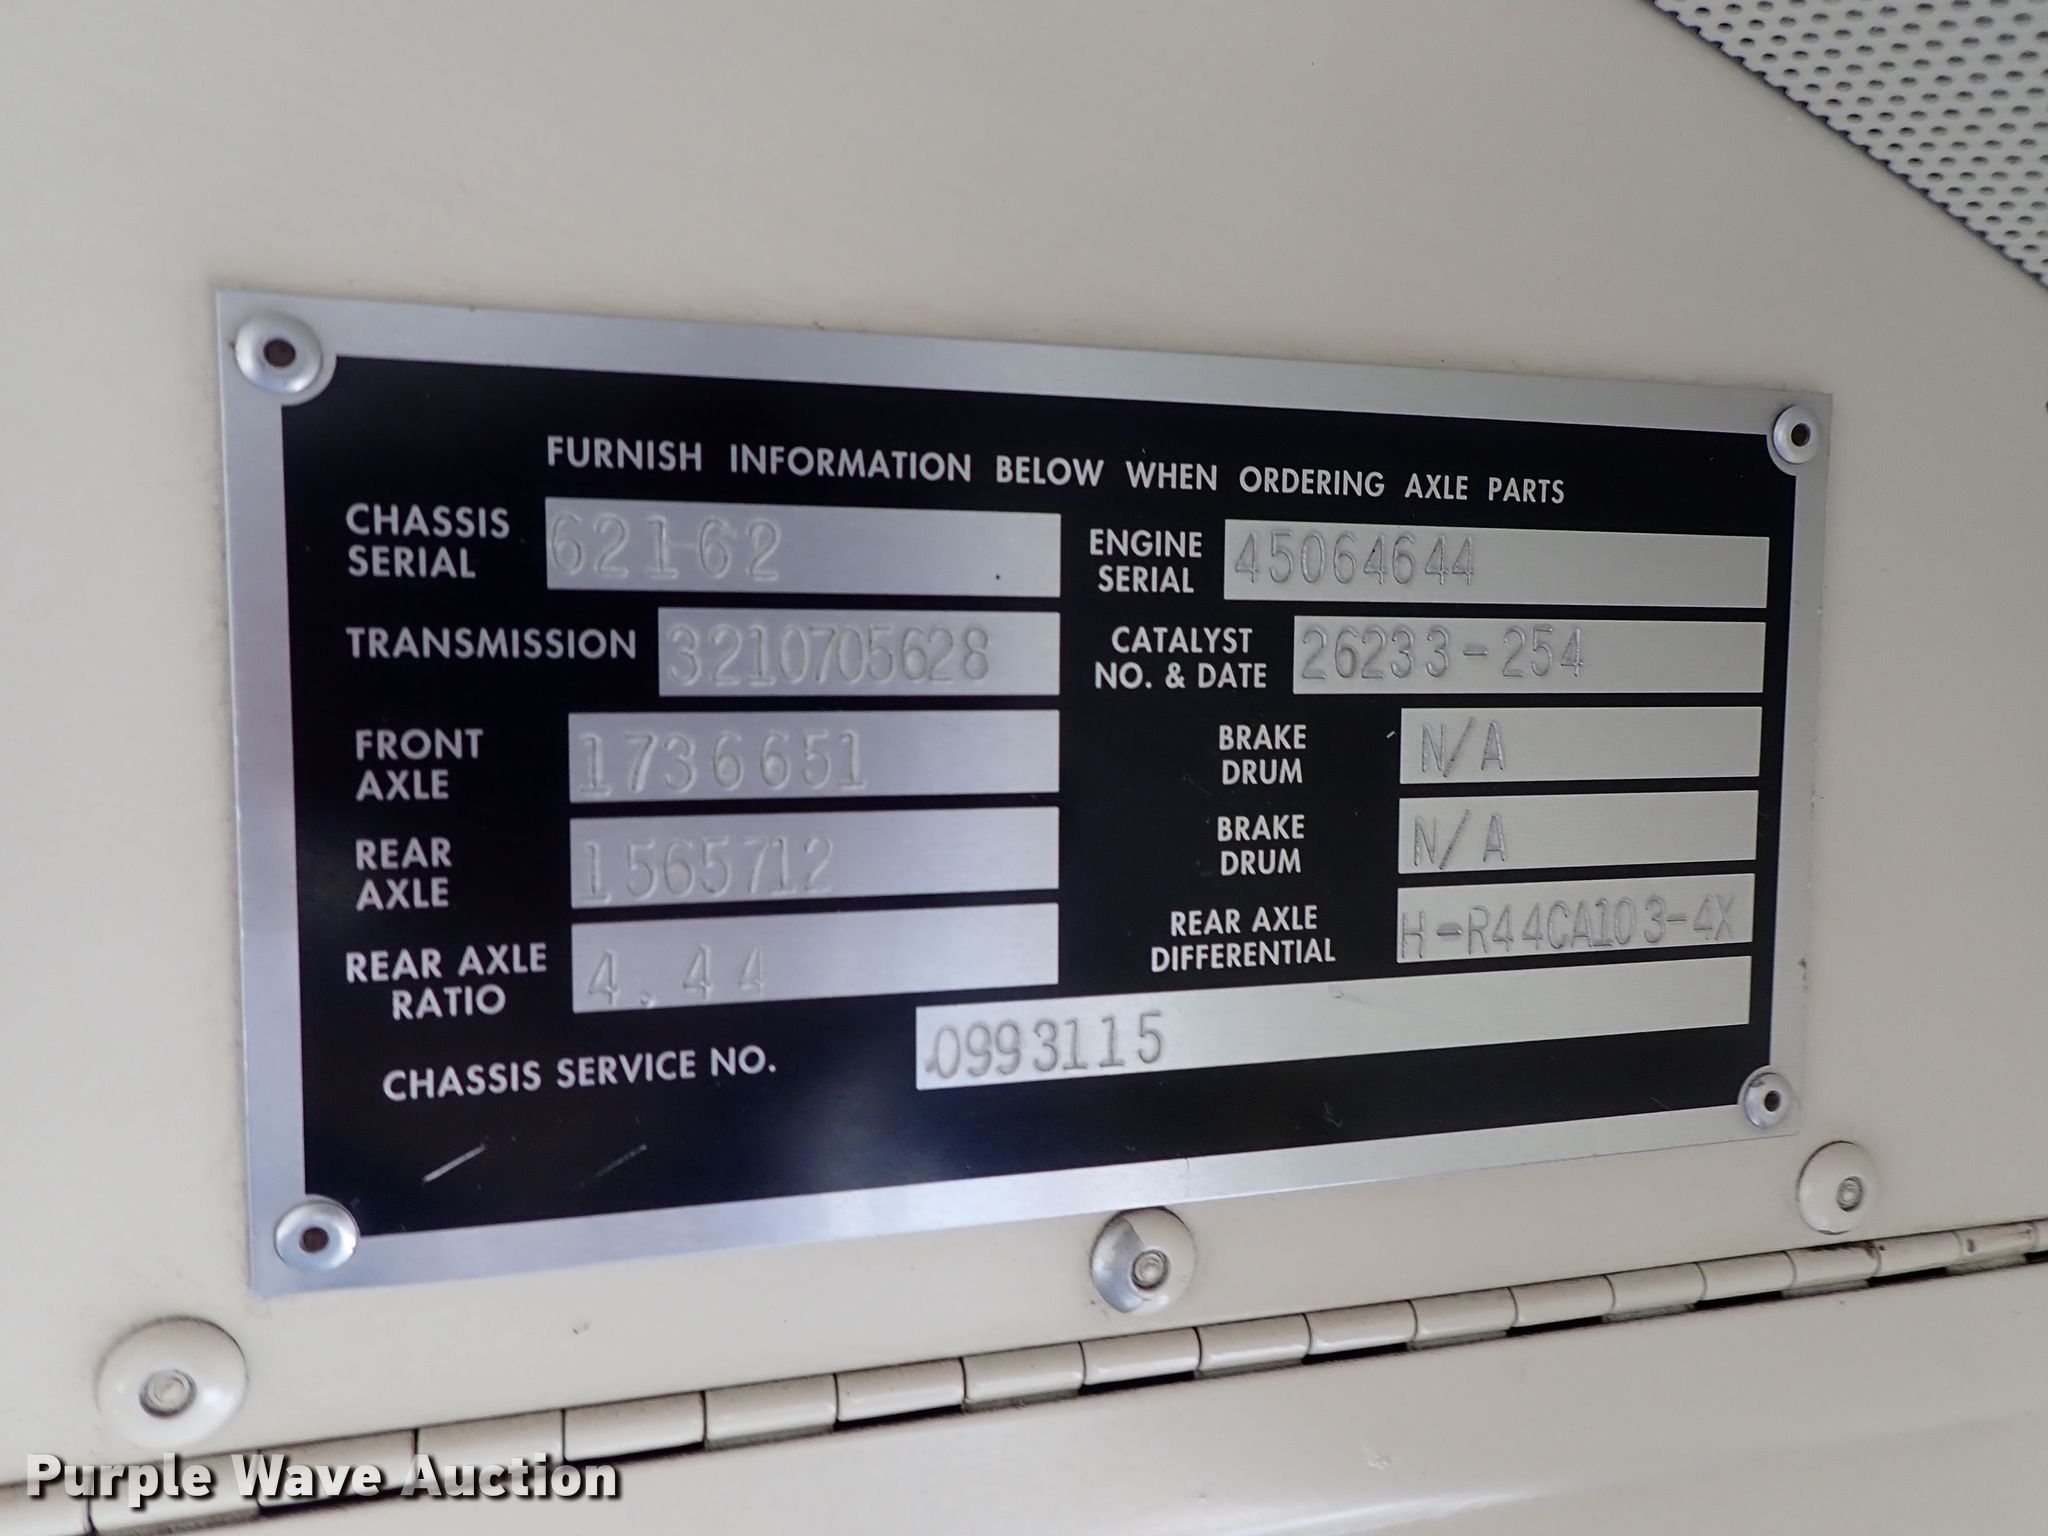 FURNISH INFORMATION BELOW WHEN ORDERING AXLE PARTS
CHASSIS SERIAL 62162
ENGINE SERIAL 45064644
TRANSMISSION 3210705628
CATALYST NO. & DATE 26233-254
FRONT AXLE 1736651
BRAKE DRUM N/A
REAR AXLE 1565712
BRAKE DRUM N/A
REAR AXLE RATIO 4.44
REAR AXLE DIFFERENTIAL H-R44CA103-4X
CHASSIS SERVICE NO. 0993115
Purple Wave Auction